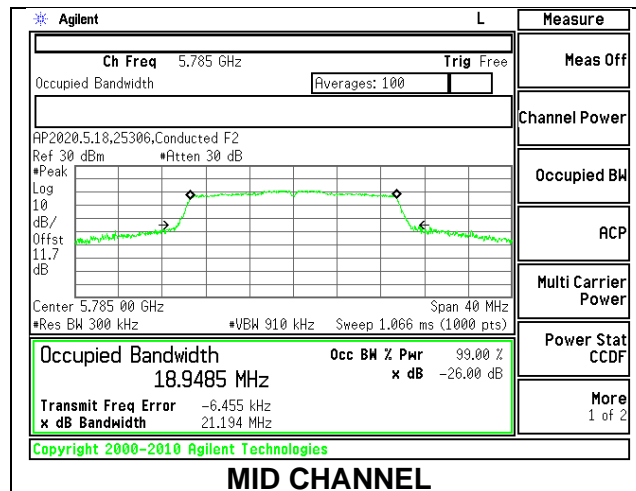 Agilent L Measure
Ch Freq 5.785 GHz Trig Free
Meas Off
Occupied Bandwidth Averages: 100
Channel Power
AP2020.5.18,25306,Conducted F2
Ref 30 dBm #Atten 30 dB
#Peak
Occupied BW
Log
10
dB/
ACP
Offst
11.7
dB
Multi Carrier
Power
Center 5.785 00 GHz Span 40 MHz
#Res BW 300 kHz #VBW 910 kHz Sweep 1.066 ms (1000 pts)
Power Stat
CCDF
Occupied Bandwidth Occ BW % Pwr 99.00 %
18.9485 MHz x dB -26.00 dB
More
1 of 2
Transmit Freq Error -6.455 kHz
x dB Bandwidth 21.194 MHz
Copyright 2000-2010 Agilent Technologies
MID CHANNEL